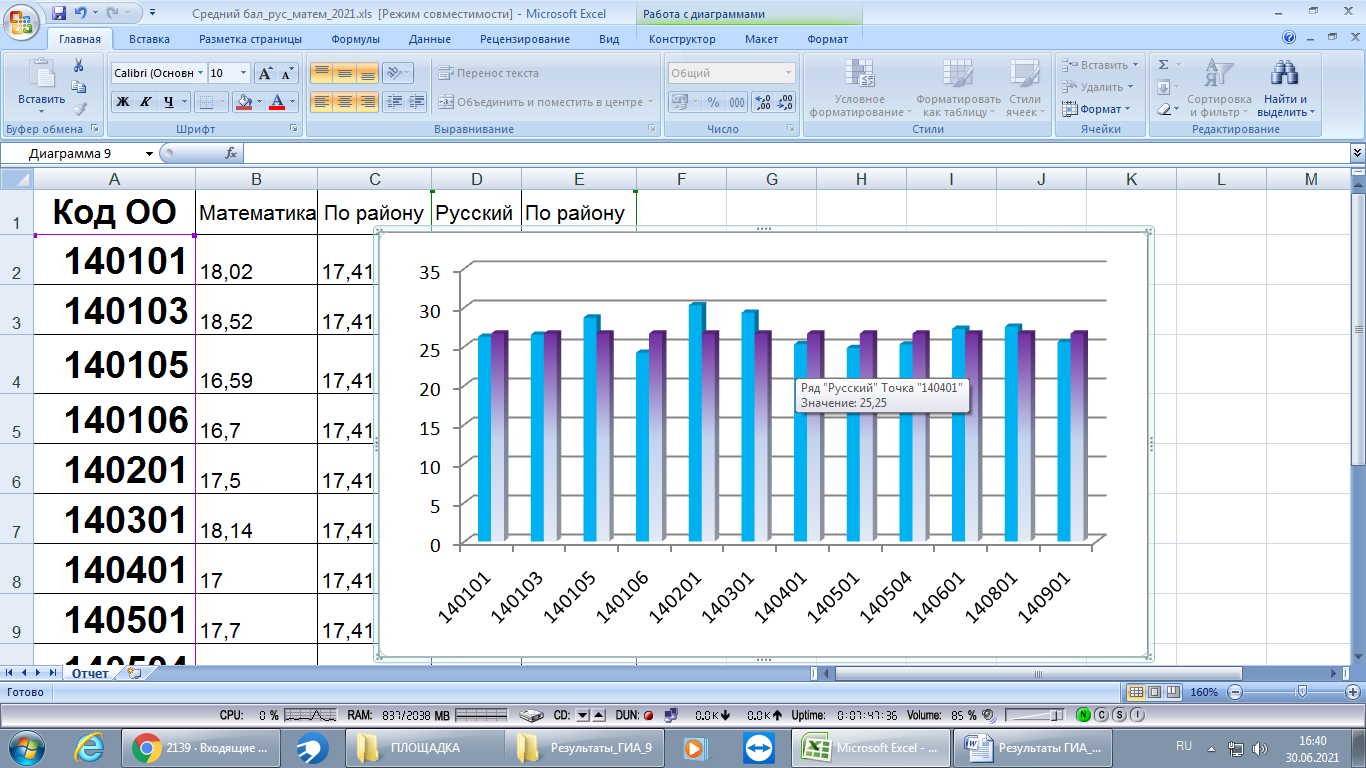 Средний бал_рус_матем_2021.xls [Режим совместимости] - Microsoft Excel
Работа с диаграммами
Главная Вставка Разметка страницы Формулы Данные Рецензирование Вид Конструктор Макет Формат
Calibri (Основн 10 Перенос текста Общий Вставить Σ
Вставить Ж К Ч A Объединить и поместить в центре % 000 Условное форматирование Форматировать как таблицу Стили ячеек Удалить Формат Сортировка и фильтр Найти и выделить
Буфер обмена Шрифт Выравнивание Число Стили Ячейки Редактирование
Диаграмма 9 fx
A B C D E F G H I J K L M
1 Код ОО Математика По району Русский По району
2 140101 18,02 17,41
3 140103 18,52 17,41
4 140105 16,59 17,41
5 140106 16,7 17,41
6 140201 17,5 17,41
7 140301 18,14 17,41
8 140401 17 17,41
9 140501 17,7 17,41
140504
35
30
25
20
15
10
5
0
Ряд "Русский" Точка "140401"
Значение: 25,25
140101 140103 140105 140106 140201 140301 140401 140501 140504 140601 140801 140901
Отчет
Готово 160%
CPU: 0 % RAM: 937/2038 MB CD: DUN: 0.0K 0.0K Uptime: 0:07:47:36 Volume: 85 % N C S I
2139 · Входящие ... ПЛОЩАДКА Результаты_ГИА_9 Microsoft Excel - ... Результаты ГИА_... RU 16:40
30.06.2021